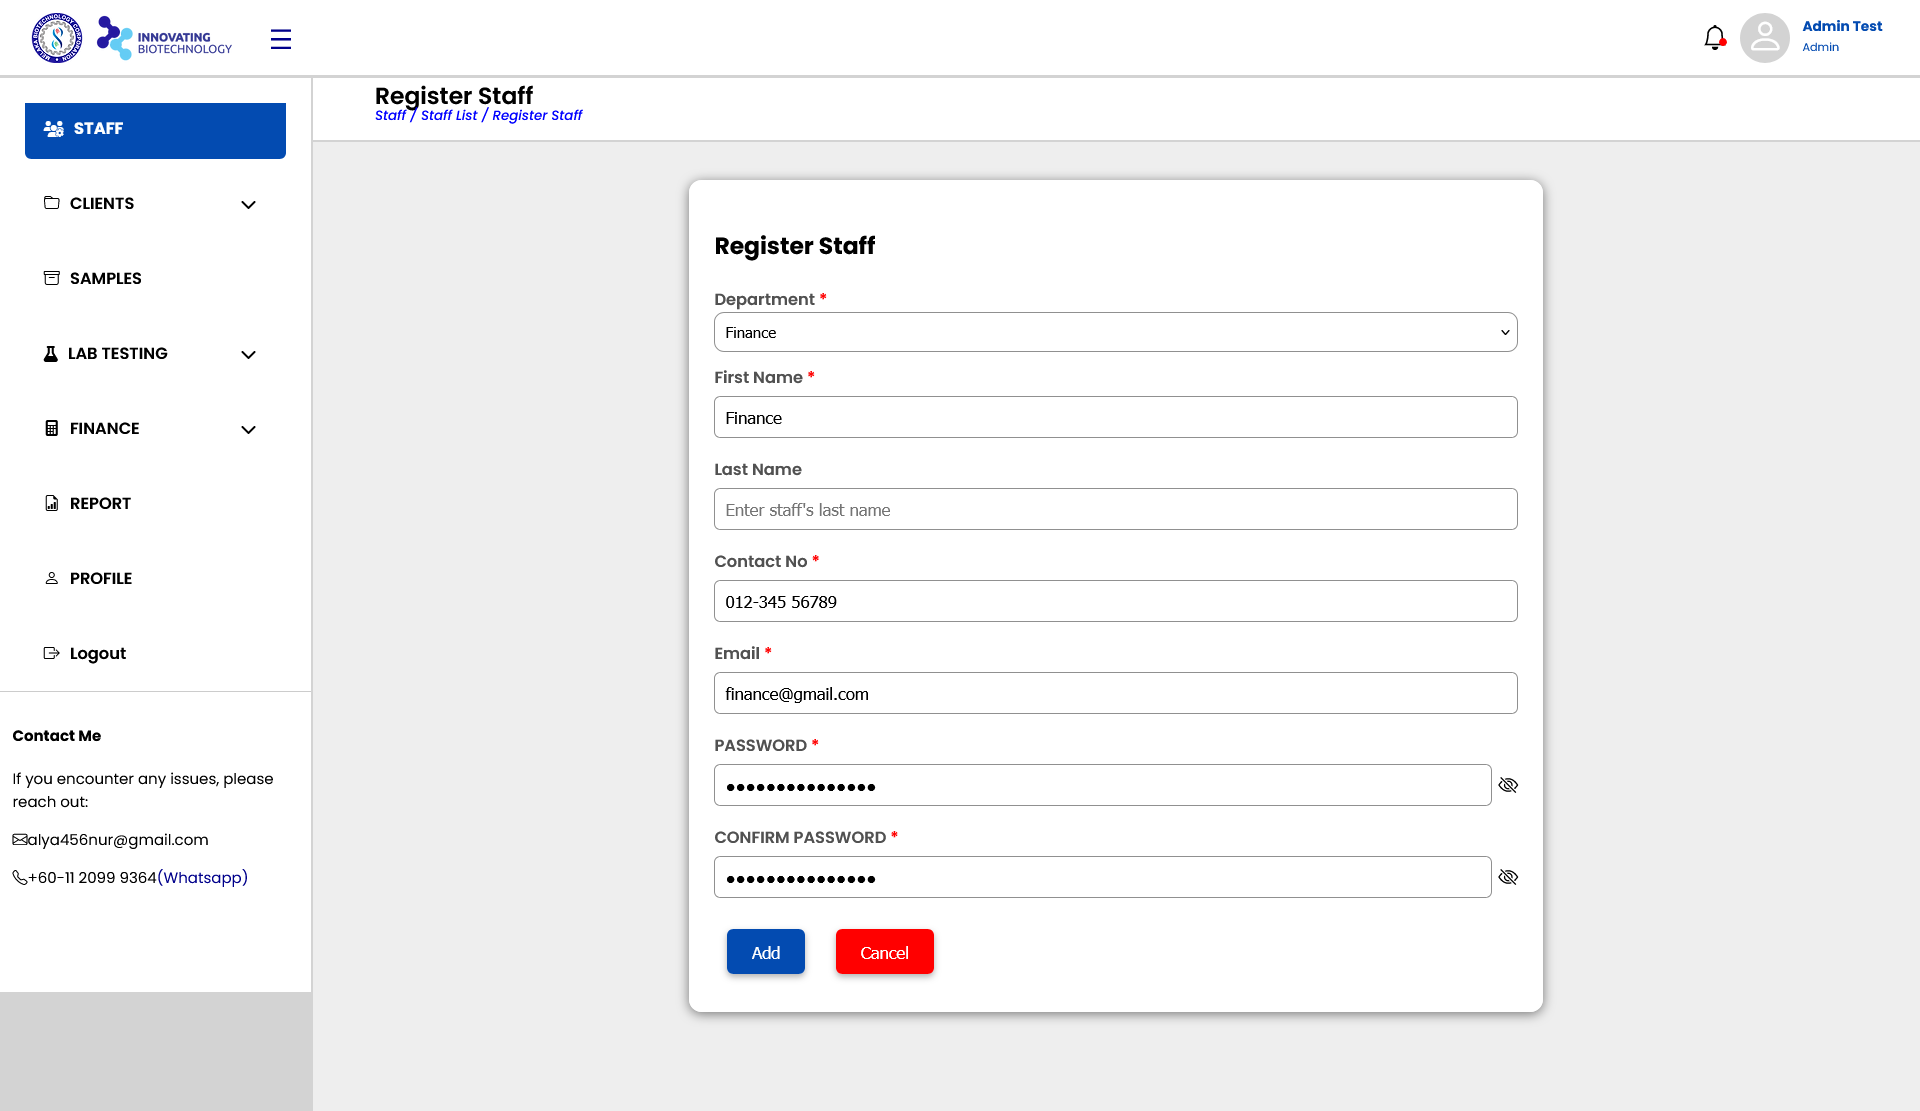 MELAKA BIOTECHNOLOGY CORPORATION
INNOVATING
BIOTECHNOLOGY
Admin Test
Admin
Register Staff
Staff / Staff List / Register Staff
STAFF
CLIENTS
SAMPLES
LAB TESTING
FINANCE
REPORT
PROFILE
Logout
Contact Me
If you encounter any issues, please
reach out:
alya456nur@gmail.com
+60-11 2099 9364(Whatsapp)
Register Staff
Department *
Finance
First Name *
Finance
Last Name
Enter staff's last name
Contact No *
012-345 56789
Email *
finance@gmail.com
PASSWORD *
•••••••••••••••
CONFIRM PASSWORD *
•••••••••••••••
Add
Cancel